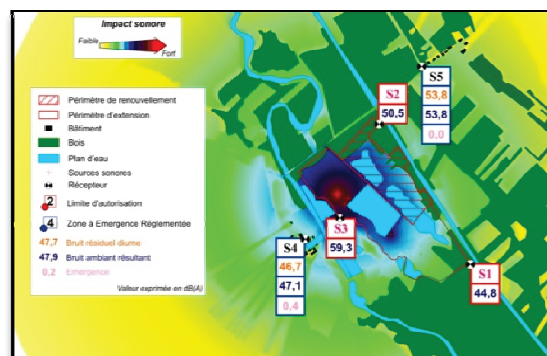 Impact sonore
Faible
Fort
Périmètre de renouvellement
Périmètre d'extension
Bâtiment
Bois
Plan d'eau
Sources sonores
Récepteur
2 Limite d'autorisation
4 Zone à Emergence Réglementée
47,7 Bruit résiduel diurne
47,9 Bruit ambiant résultant
0,2 Emergence
Valeur exprimée en dB(A)
S2
50,5
S5
53,8
53,8
0,0
S3
59,3
S4
46,7
47,1
0,4
S1
44,8